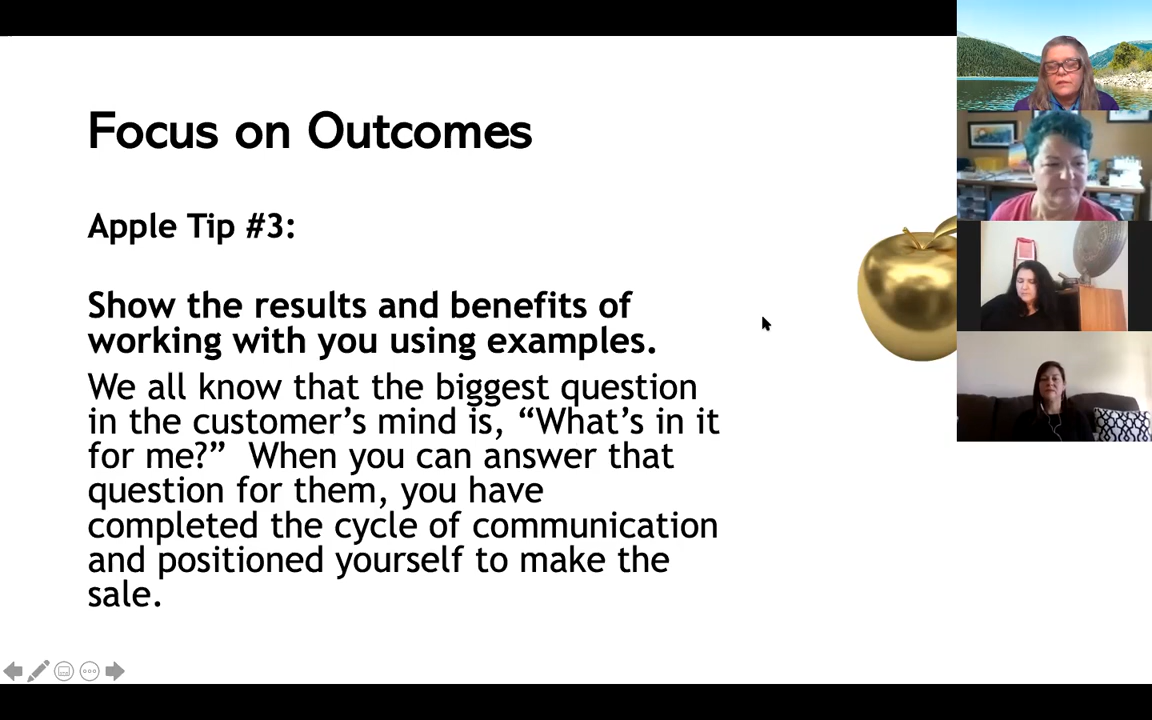 Focus on Outcomes
Apple Tip #3:
Show the results and benefits of
working with you using examples.
We all know that the biggest question
in the customer’s mind is, “What’s in it
for me?”  When you can answer that
question for them, you have
completed the cycle of communication
and positioned yourself to make the
sale.